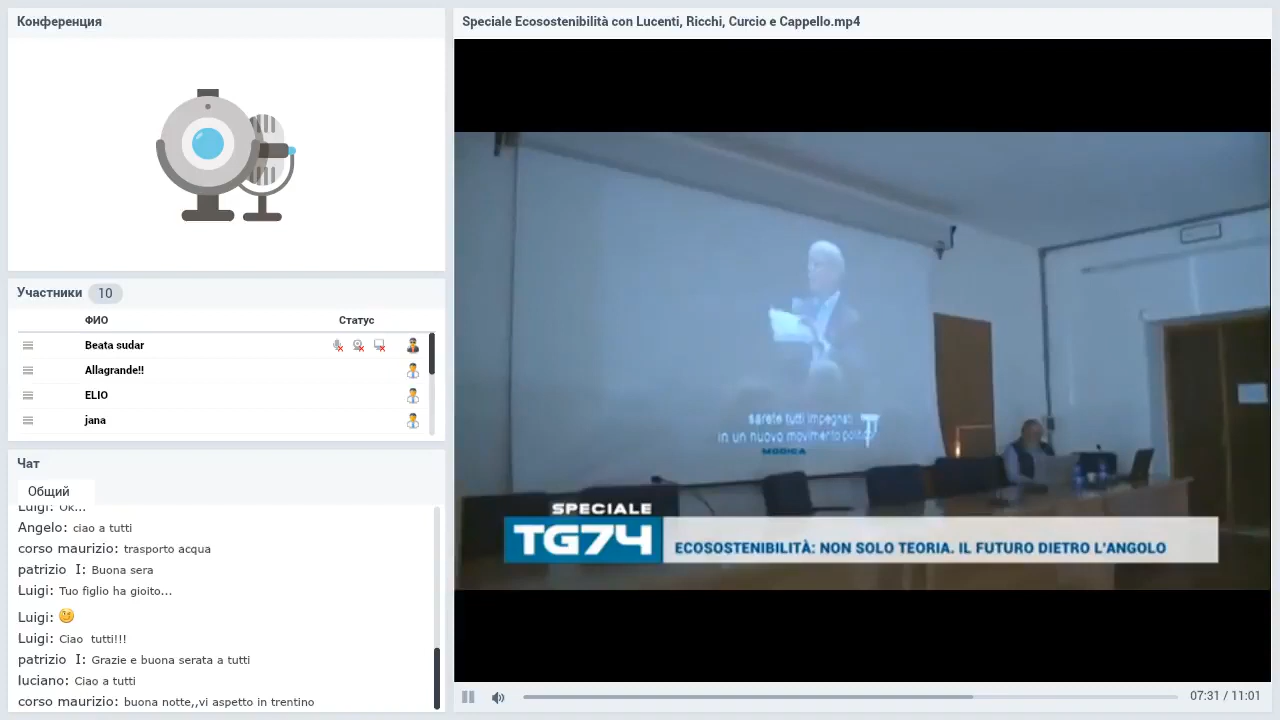 Конференция
Участники 10
ФИО Статус
Beata sudar
Allagrande!!
ELIO
jana
Чат
Общий
Luigi: Ok...
Angelo: ciao a tutti
corso maurizio: trasporto acqua
patrizio I: Buona sera
Luigi: Tuo figlio ha gioito...
Luigi: 😉
Luigi: Ciao tutti!!!
patrizio I: Grazie e buona serata a tutti
luciano: Ciao a tutti
corso maurizio: buona notte,,vi aspetto in trentino
Speciale Ecosostenibilità con Lucenti, Ricchi, Curcio e Cappello.mp4
sarete tutti impegnati
in un nuovo movimento politico
MODICA
SPECIALE
TG74
ECOSOSTENIBILITÀ: NON SOLO TEORIA. IL FUTURO DIETRO L'ANGOLO
07:31 / 11:01